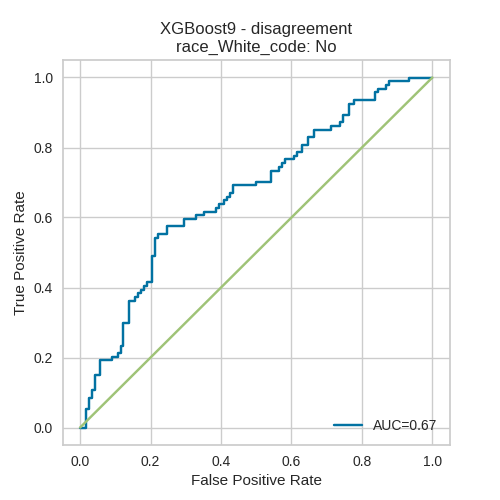 XGBoost9 - disagreement
race_White_code: No
True Positive Rate
1.0
0.8
0.6
0.4
0.2
0.0
AUC=0.67
0.0 0.2 0.4 0.6 0.8 1.0
False Positive Rate